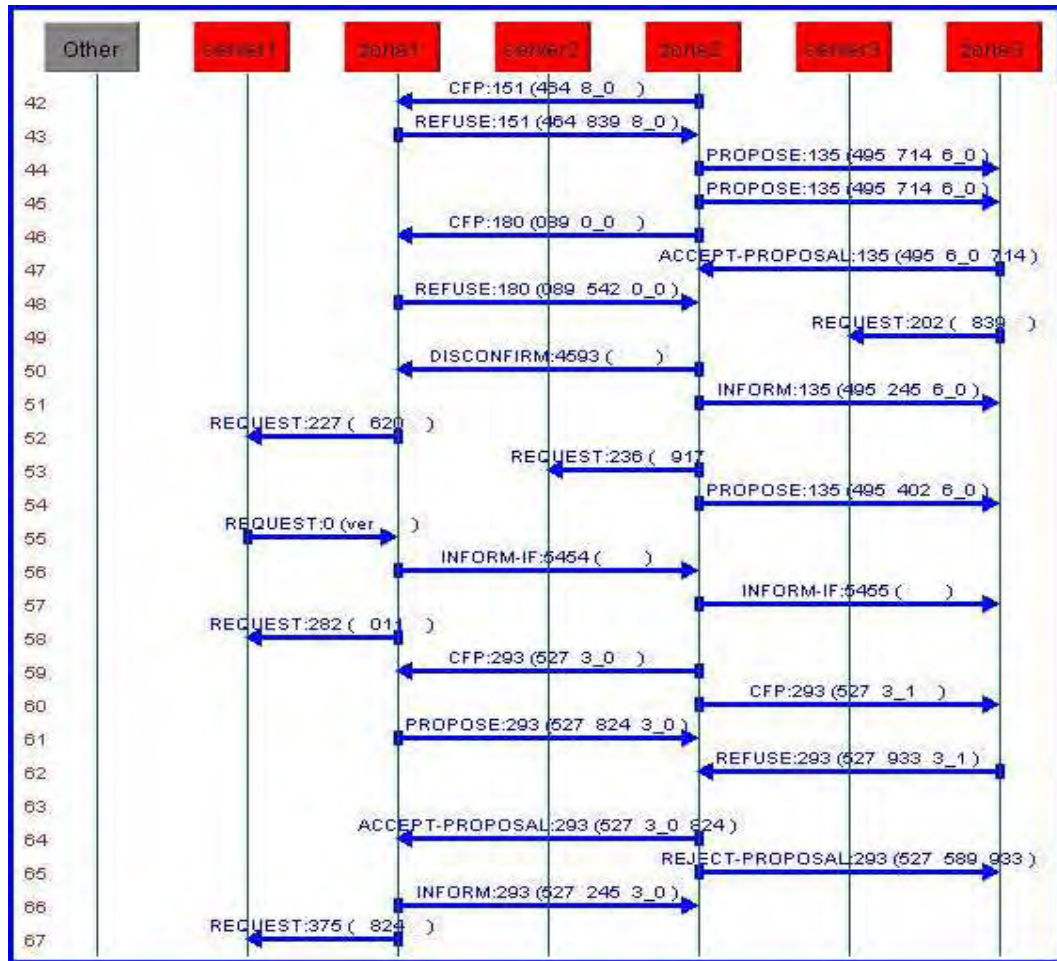 Other server1 zone1 server2 zone2 server3 zone3
42 CFP:151 (464 8_0 )
43 REFUSE:151 (464 839 8_0)
44 PROPOSE:135 (495 714 6_0)
45 PROPOSE:135 (495 714 6_0)
46 CFP:180 (089 0_0 )
47 ACCEPT-PROPOSAL:135 (495 6_0 714)
48 REFUSE:180 (089 542 0_0)
49 REQUEST:202 ( 839 )
50 DISCONFIRM:4593 ( )
51 INFORM:135 (495 245 6_0)
52 REQUEST:227 ( 620 )
53 REQUEST:236 ( 917
54 PROPOSE:135 (495 402 6_0)
55 REQUEST:0 (ver )
56 INFORM-IF:5454 ( )
57 INFORM-IF:5455 ( )
58 REQUEST:282 ( 011 )
59 CFP:293 (527 3_0 )
60 CFP:293 (527 3_1 )
61 PROPOSE:293 (527 824 3_0)
62 REFUSE:293 (527 933 3_1)
63
64 ACCEPT-PROPOSAL:293 (527 3_0 824)
65 REJECT-PROPOSAL:293 (527 589 933 )
66 INFORM:293 (527 245 3_0)
67 REQUEST:375 ( 824 )